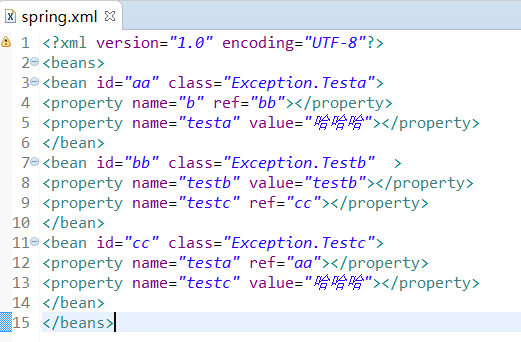 spring.xml
1 <?xml version="1.0" encoding="UTF-8"?>
2 <beans>
3 <bean id="aa" class="Exception.Testa">
4 <property name="b" ref="bb"></property>
5 <property name="testa" value="哈哈哈"></property>
6 </bean>
7 <bean id="bb" class="Exception.Testb"  >
8 <property name="testb" value="testb"></property>
9 <property name="testc" ref="cc"></property>
10 </bean>
11 <bean id="cc" class="Exception.Testc">
12 <property name="testa" ref="aa"></property>
13 <property name="testc" value="哈哈哈"></property>
14 </bean>
15 </beans>